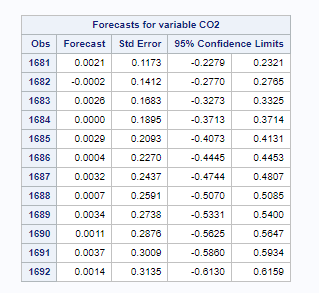 Forecasts for variable CO2
Obs Forecast Std Error 95% Confidence Limits
1681 0.0021 0.1173 -0.2279 0.2321
1682 -0.0002 0.1412 -0.2770 0.2765
1683 0.0026 0.1683 -0.3273 0.3325
1684 0.0000 0.1895 -0.3713 0.3714
1685 0.0029 0.2093 -0.4073 0.4131
1686 0.0004 0.2270 -0.4445 0.4453
1687 0.0032 0.2437 -0.4744 0.4807
1688 0.0007 0.2591 -0.5070 0.5085
1689 0.0034 0.2738 -0.5331 0.5400
1690 0.0011 0.2876 -0.5625 0.5647
1691 0.0037 0.3009 -0.5860 0.5934
1692 0.0014 0.3135 -0.6130 0.6159